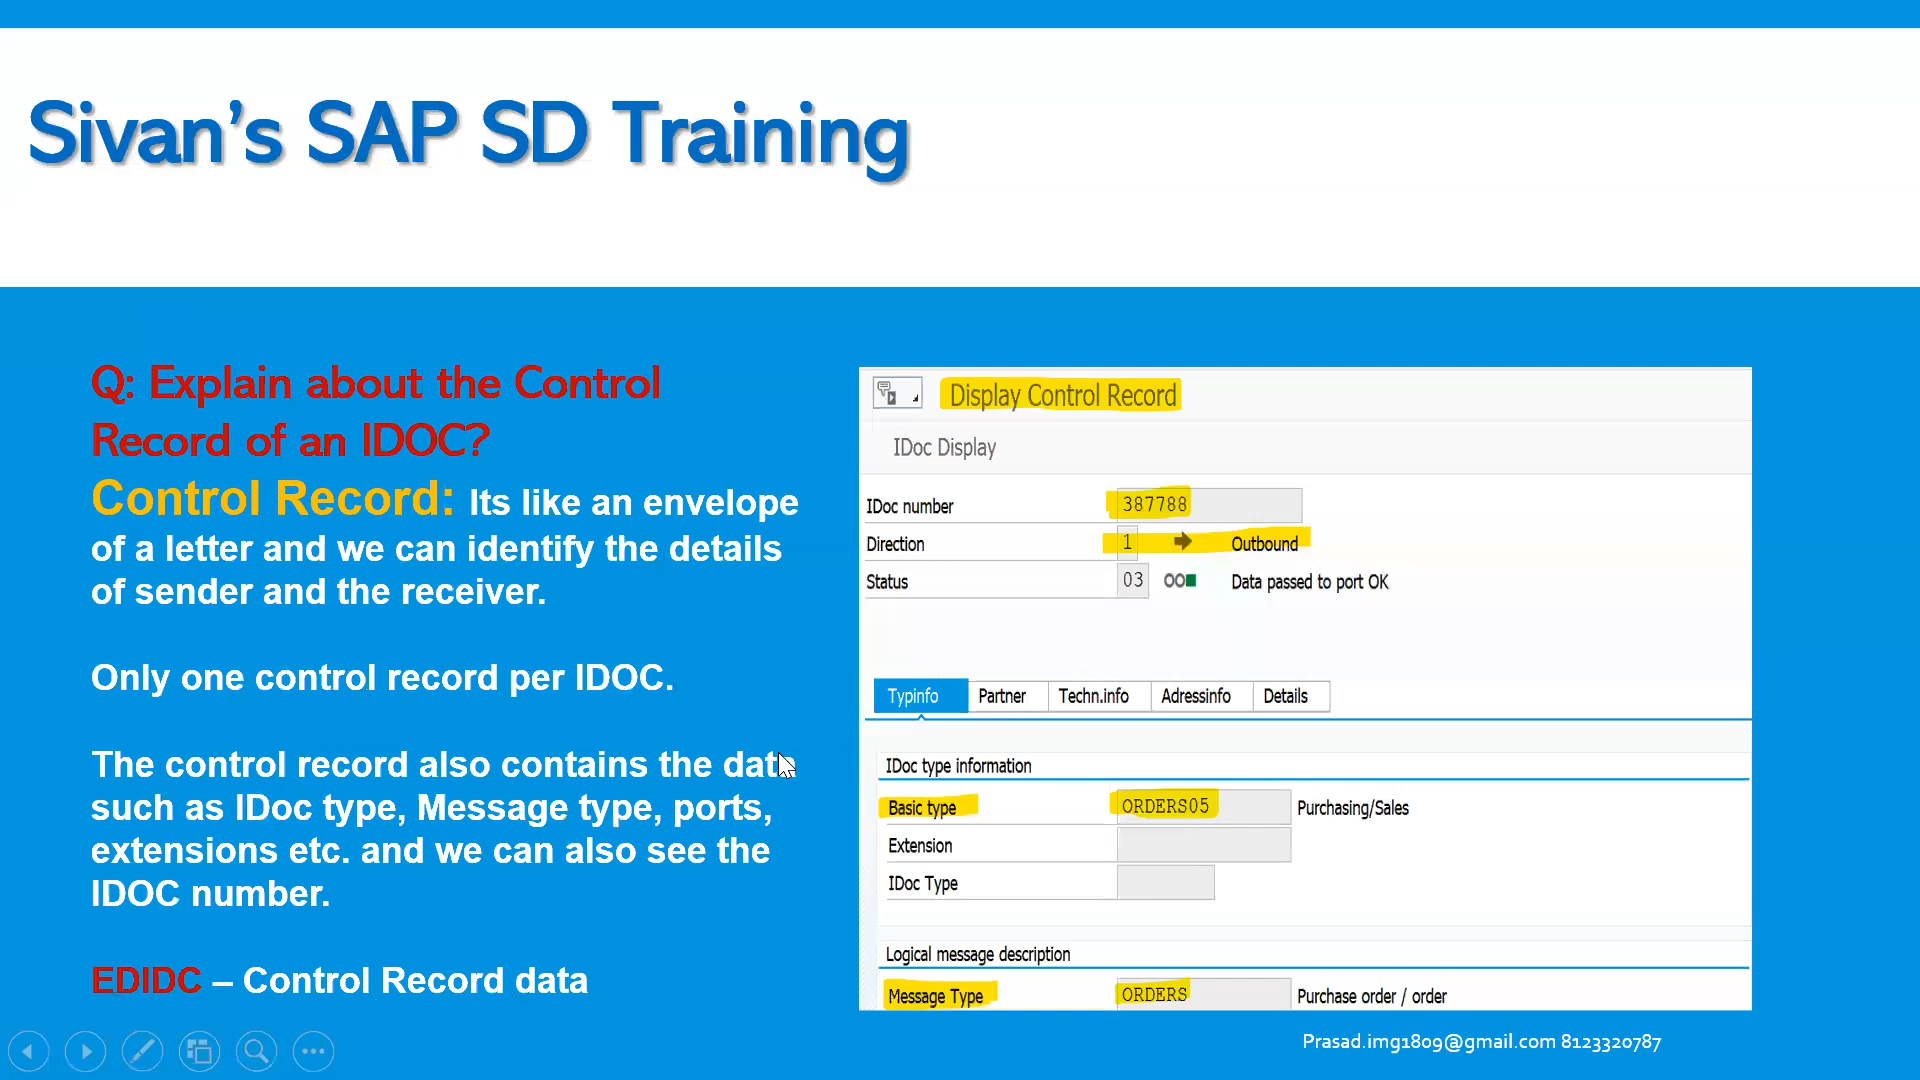 Sivan’s SAP SD Training
Q: Explain about the Control
Record of an IDOC?
Control Record: Its like an envelope
of a letter and we can identify the details
of sender and the receiver.
Only one control record per IDOC.
The control record also contains the data
such as IDoc type, Message type, ports,
extensions etc. and we can also see the
IDOC number.
EDIDC – Control Record data
Display Control Record
IDoc Display
IDoc number 387788
Direction 1 Outbound
Status 03 Data passed to port OK
Typinfo Partner Techn.info Adressinfo Details
IDoc type information
Basic type ORDERS05 Purchasing/Sales
Extension
IDoc Type
Logical message description
Message Type ORDERS Purchase order / order
Prasad.img1809@gmail.com 8123320787